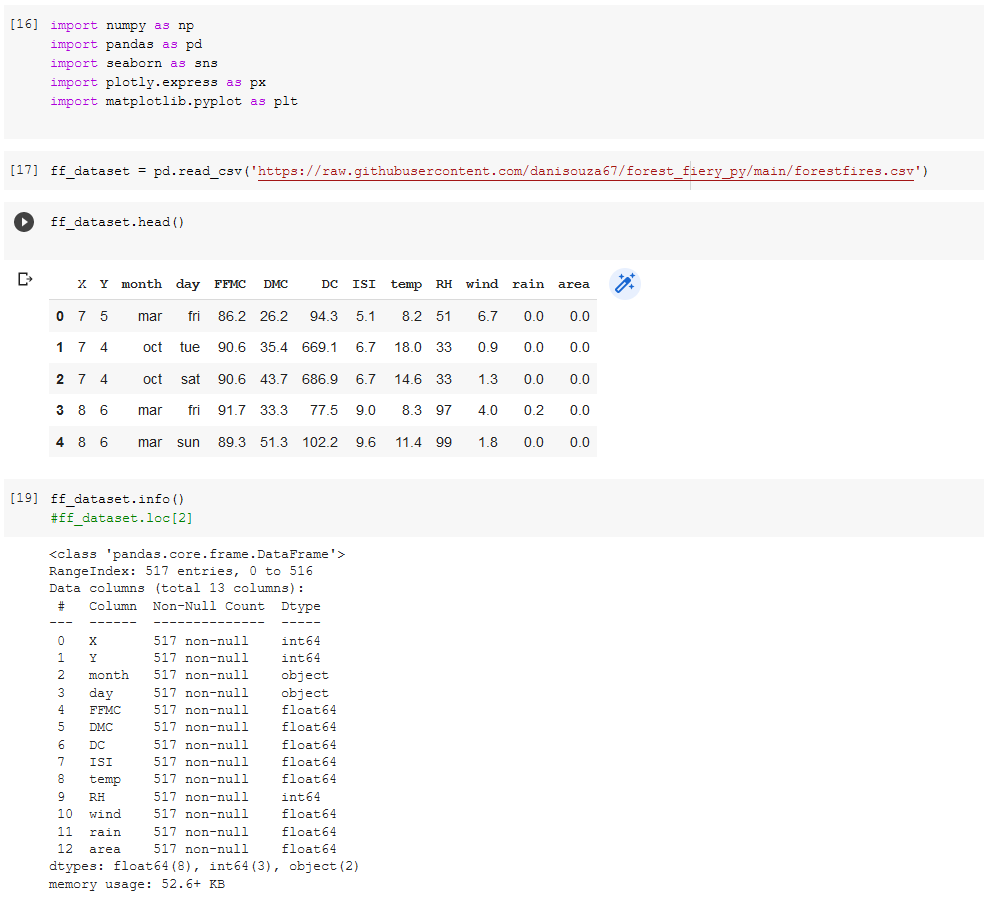 [16] import numpy as np
import pandas as pd
import seaborn as sns
import plotly.express as px
import matplotlib.pyplot as plt
[17] ff_dataset = pd.read_csv('https://raw.githubusercontent.com/danisouza67/forest_fiery_py/main/forestfires.csv')
ff_dataset.head()
X Y month day FFMC DMC DC ISI temp RH wind rain area
0 7 5 mar fri 86.2 26.2 94.3 5.1 8.2 51 6.7 0.0 0.0
1 7 4 oct tue 90.6 35.4 669.1 6.7 18.0 33 0.9 0.0 0.0
2 7 4 oct sat 90.6 43.7 686.9 6.7 14.6 33 1.3 0.0 0.0
3 8 6 mar fri 91.7 33.3 77.5 9.0 8.3 97 4.0 0.2 0.0
4 8 6 mar sun 89.3 51.3 102.2 9.6 11.4 99 1.8 0.0 0.0
[19] ff_dataset.info()
#ff_dataset.loc[2]
<class 'pandas.core.frame.DataFrame'>
RangeIndex: 517 entries, 0 to 516
Data columns (total 13 columns):
# Column Non-Null Count Dtype
--- ------ -------------- -----
0 X 517 non-null int64
1 Y 517 non-null int64
2 month 517 non-null object
3 day 517 non-null object
4 FFMC 517 non-null float64
5 DMC 517 non-null float64
6 DC 517 non-null float64
7 ISI 517 non-null float64
8 temp 517 non-null float64
9 RH 517 non-null int64
10 wind 517 non-null float64
11 rain 517 non-null float64
12 area 517 non-null float64
dtypes: float64(8), int64(3), object(2)
memory usage: 52.6+ KB